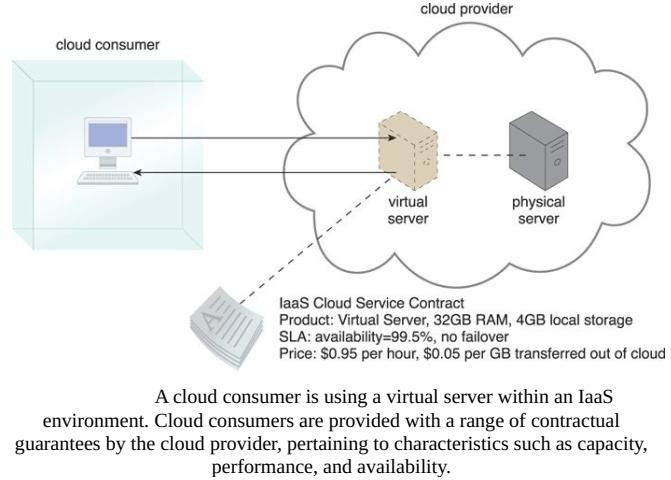 cloud provider
cloud consumer
virtual
server
physical
server
A
IaaS Cloud Service Contract
Product: Virtual Server, 32GB RAM, 4GB local storage
SLA: availability=99.5%, no failover
Price: $0.95 per hour, $0.05 per GB transferred out of cloud
A cloud consumer is using a virtual server within an IaaS
environment. Cloud consumers are provided with a range of contractual
guarantees by the cloud provider, pertaining to characteristics such as capacity,
performance, and availability.